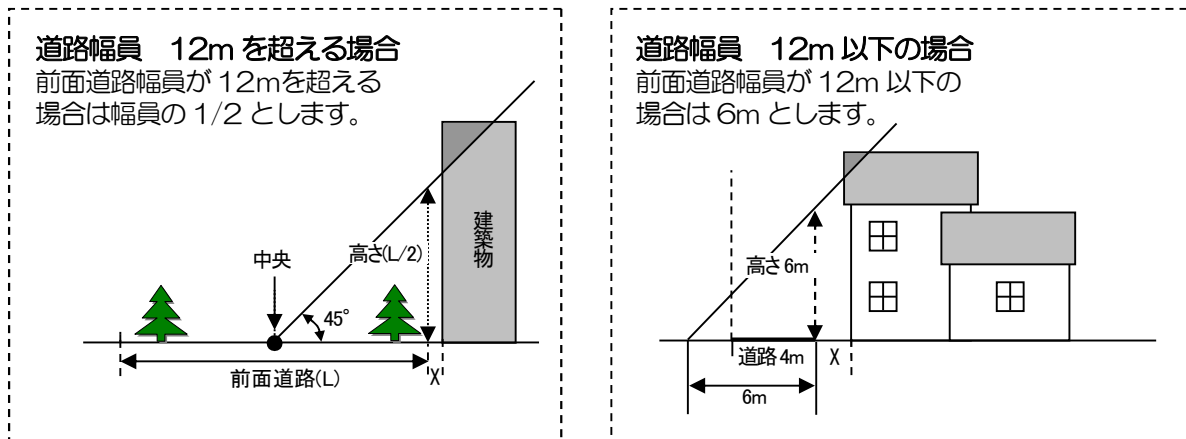 道路幅員　12m を超える場合
前面道路幅員が 12mを超える
場合は幅員の 1/2 とします。
建築物
高さ(L/2)
中央
45°
前面道路(L)
X
道路幅員　12m 以下の場合
前面道路幅員が 12m 以下の
場合は 6m とします。
高さ 6m
道路 4m
X
6m